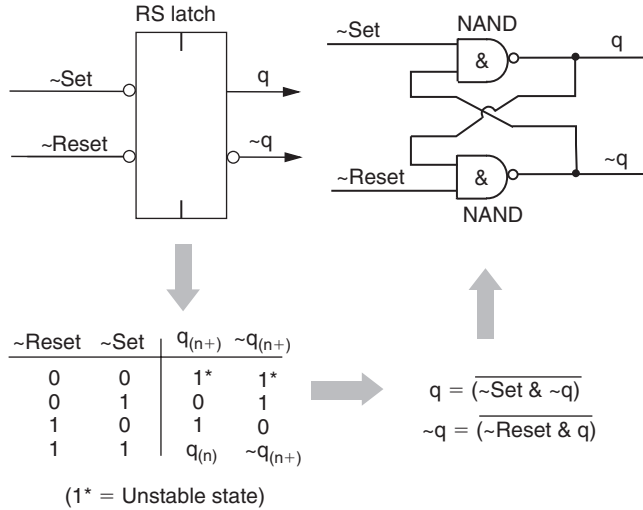 RS latch
~Set
q
~Reset
~q
NAND
~Set
&
q
~Reset
&
~q
NAND
~Reset ~Set q(n+) ~q(n+)
0 0 1* 1*
0 1 0 1
1 0 1 0
1 1 q(n) ~q(n+)
(1* = Unstable state)
q = (~Set & ~q)
~q = (~Reset & q)